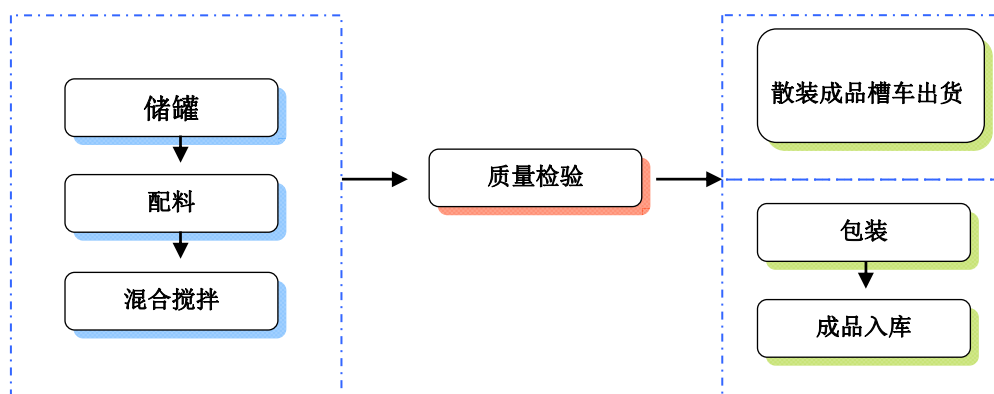 储罐
配料
混合搅拌
质量检验
散装成品槽车出货
包装
成品入库